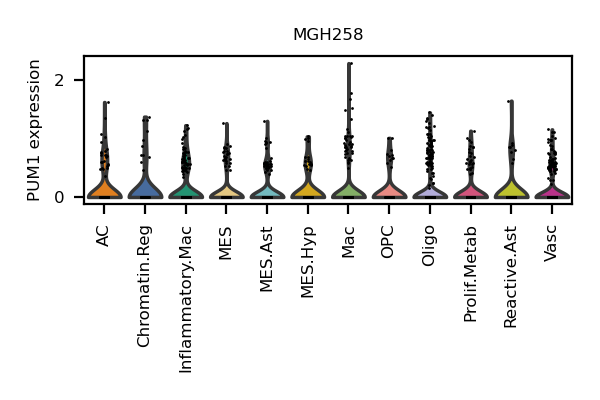 MGH258
PUM1 expression
2
0
AC
Chromatin.Reg
Inflammatory.Mac
MES
MES.Ast
MES.Hyp
Mac
OPC
Oligo
Prolif.Metab
Reactive.Ast
Vasc